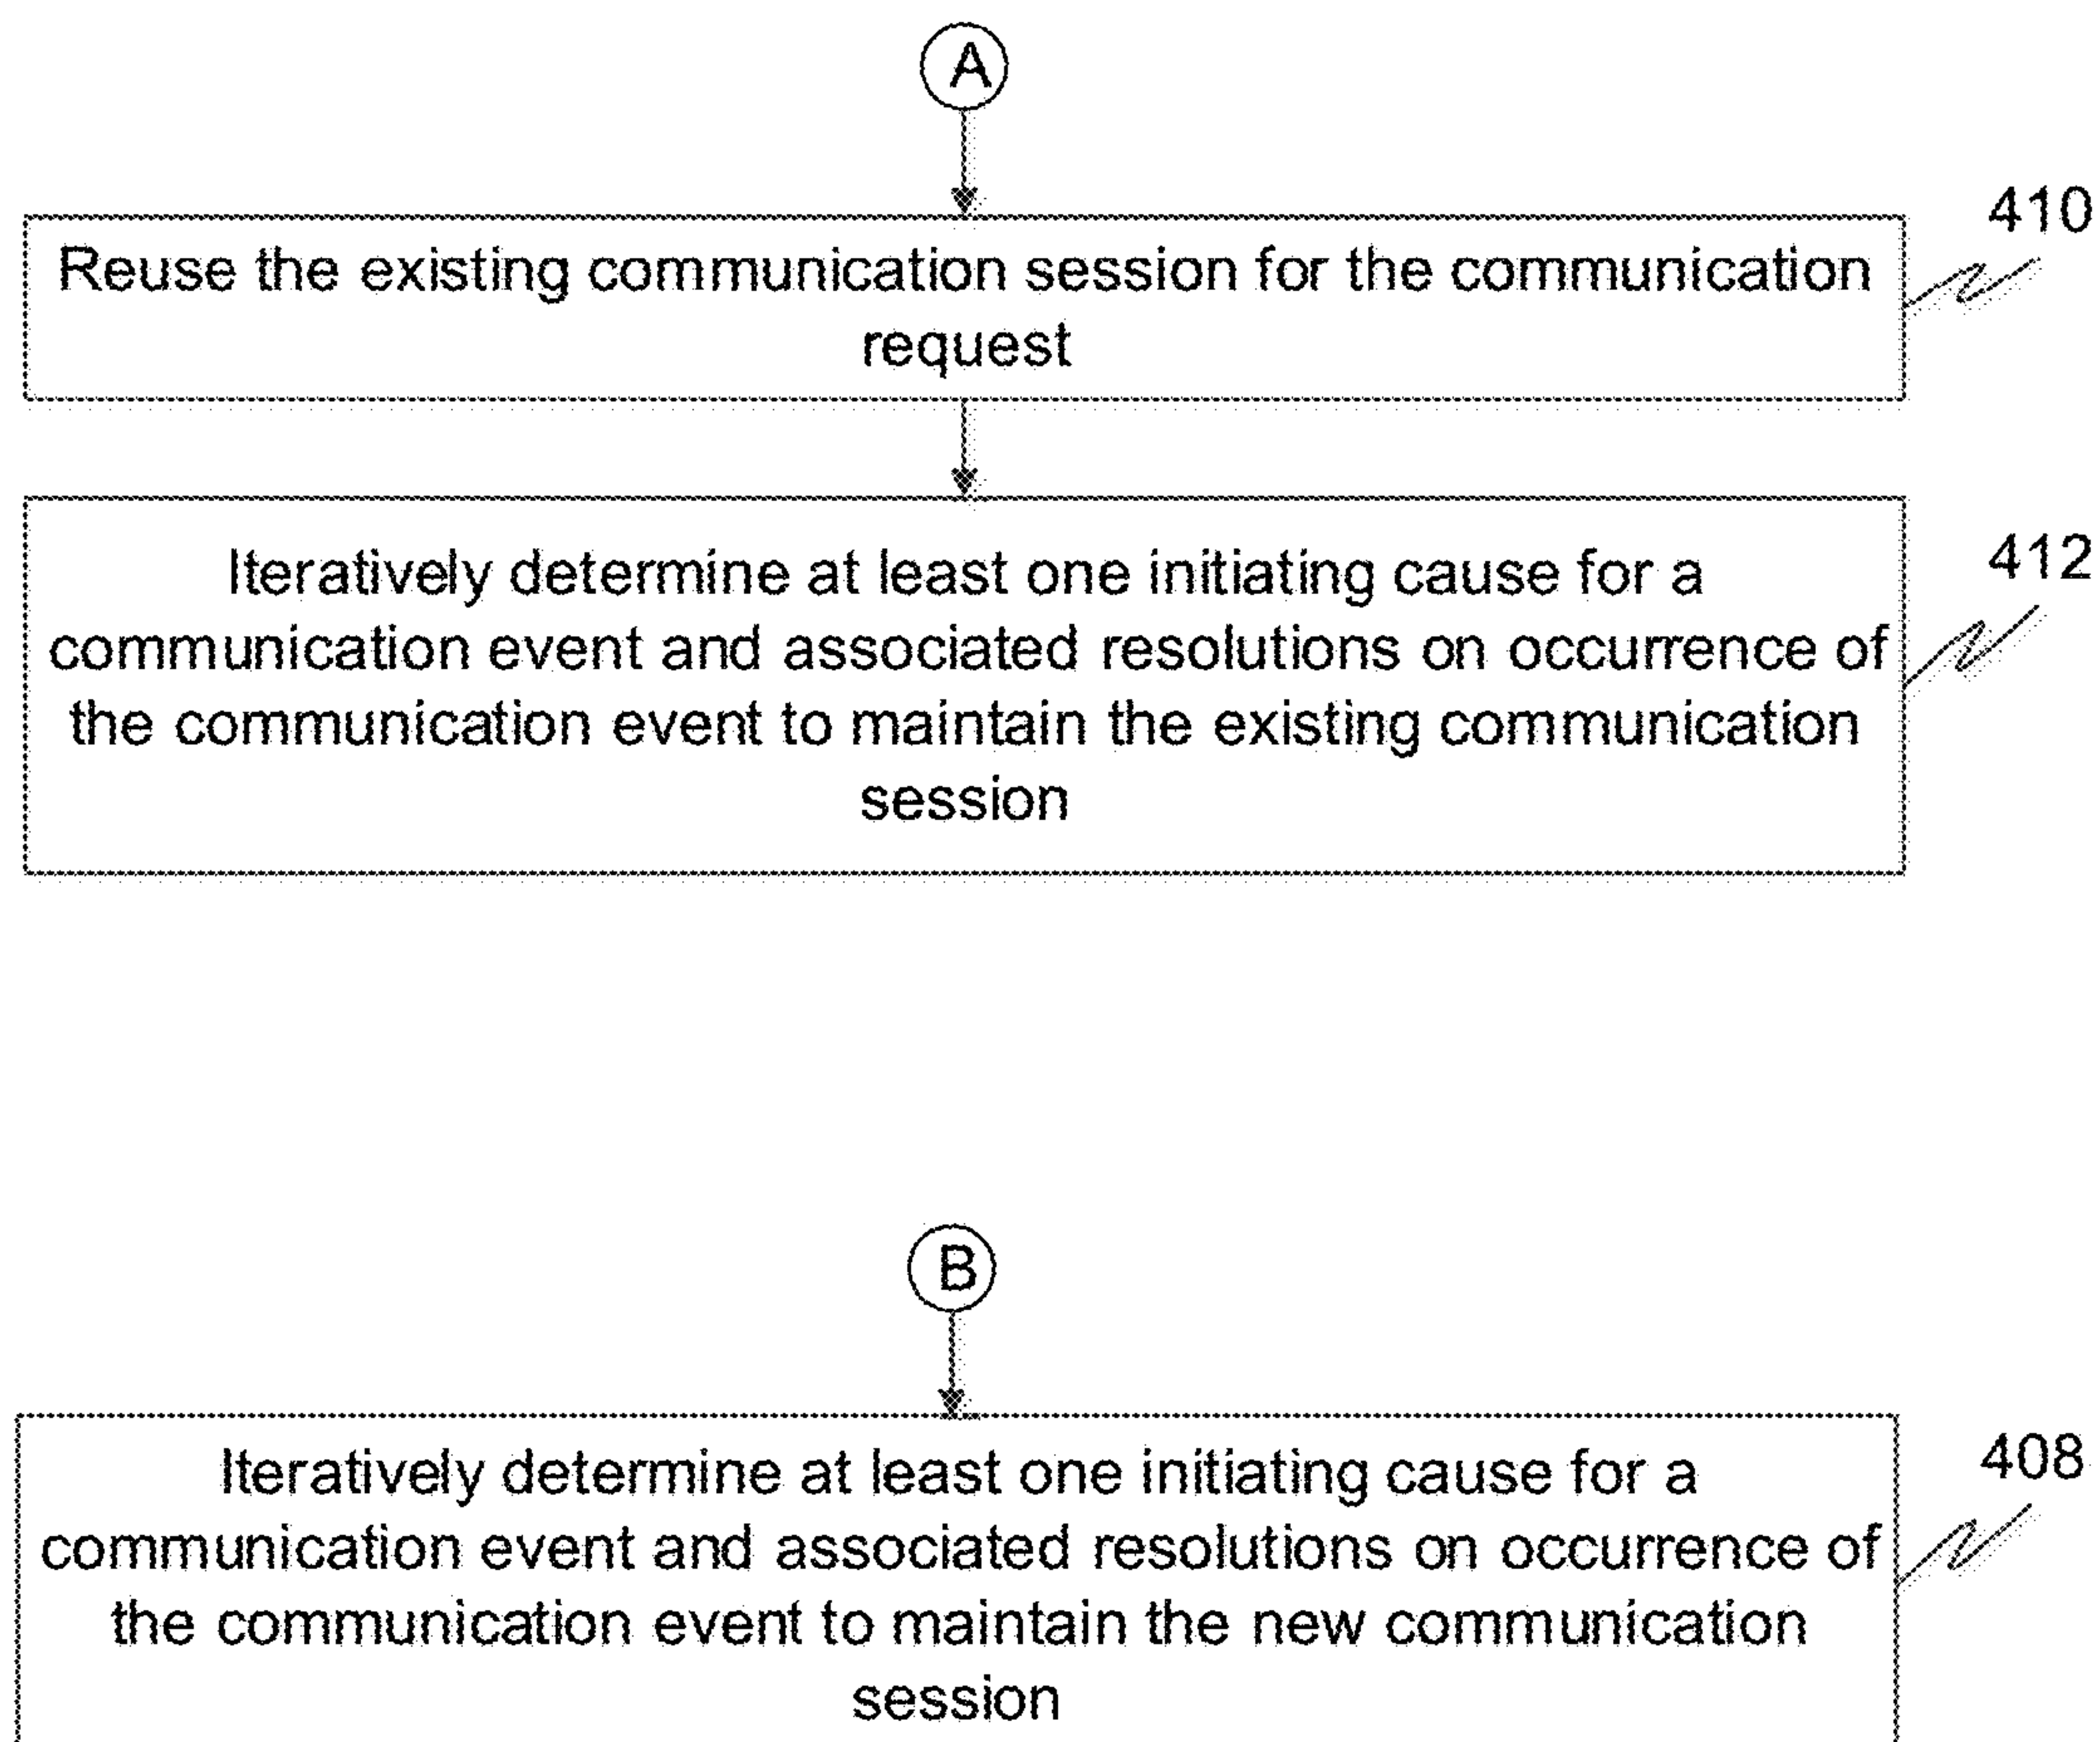 A
410
Reuse the existing communication session for the communication
request
412
Iteratively determine at least one initiating cause for a
communication event and associated resolutions on occurrence of
the communication event to maintain the existing communication
session
B
408
Iteratively determine at least one initiating cause for a
communication event and associated resolutions on occurrence of
the communication event to maintain the new communication
session